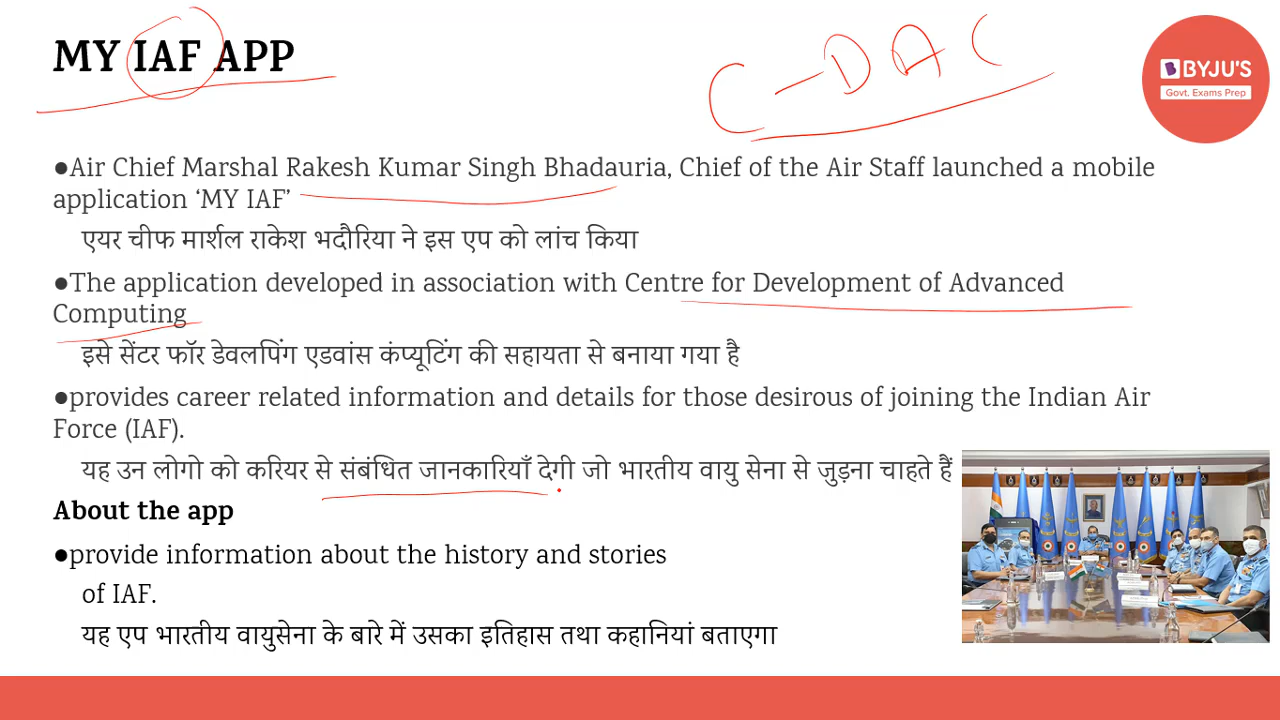 MY IAF APP
C-DAC
BYJU'S
Govt. Exams Prep
●Air Chief Marshal Rakesh Kumar Singh Bhadauria, Chief of the Air Staff launched a mobile
application ‘MY IAF’
एयर चीफ मार्शल राकेश भदौरिया ने इस एप को लांच किया
●The application developed in association with Centre for Development of Advanced
Computing
इसे सेंटर फॉर डेवलपिंग एडवांस कंप्यूटिंग की सहायता से बनाया गया है
●provides career related information and details for those desirous of joining the Indian Air
Force (IAF).
यह उन लोगो को करियर से संबंधित जानकारियाँ देगी जो भारतीय वायु सेना से जुड़ना चाहते हैं
About the app
●provide information about the history and stories
of IAF.
यह एप भारतीय वायुसेना के बारे में उसका इतिहास तथा कहानियां बताएगा